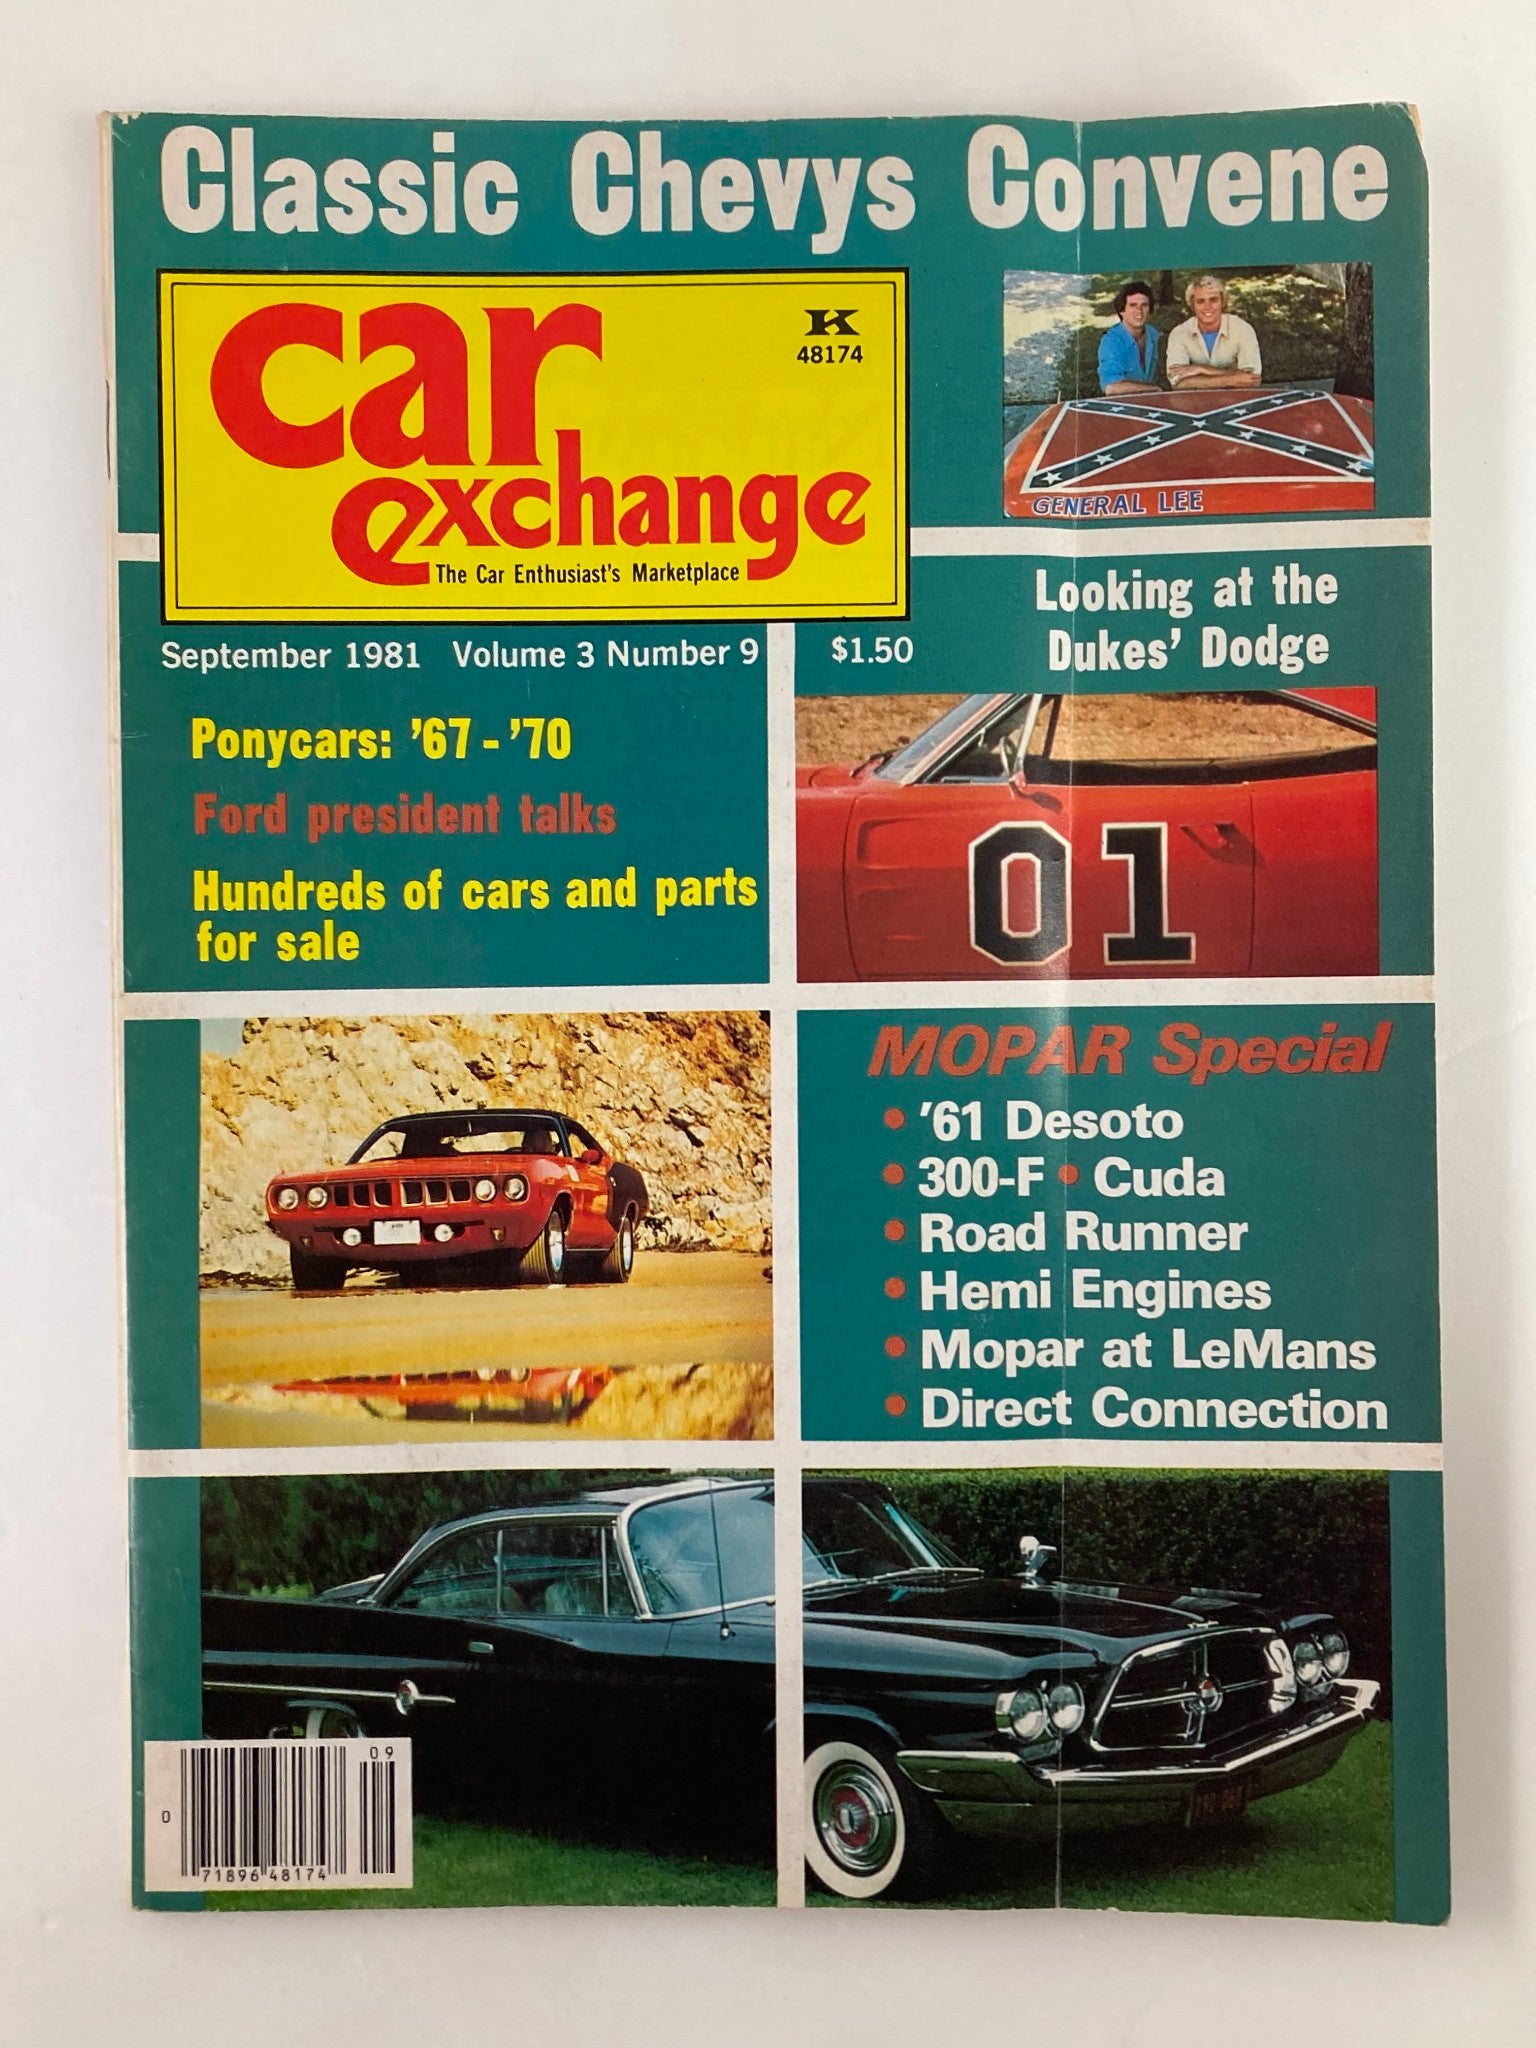 Classic Chevys Convene
car
exchange
The Car Enthusiast's Marketplace
K
48174
GENERAL LEE
September 1981 Volume 3 Number 9
$1.50
Looking at the
Dukes' Dodge
Ponycars: '67 - '70
Ford president talks
Hundreds of cars and parts
for sale
01
MOPAR Special
• '61 Desoto
• 300-F • Cuda
• Road Runner
• Hemi Engines
• Mopar at LeMans
• Direct Connection
09
0
71896 48174